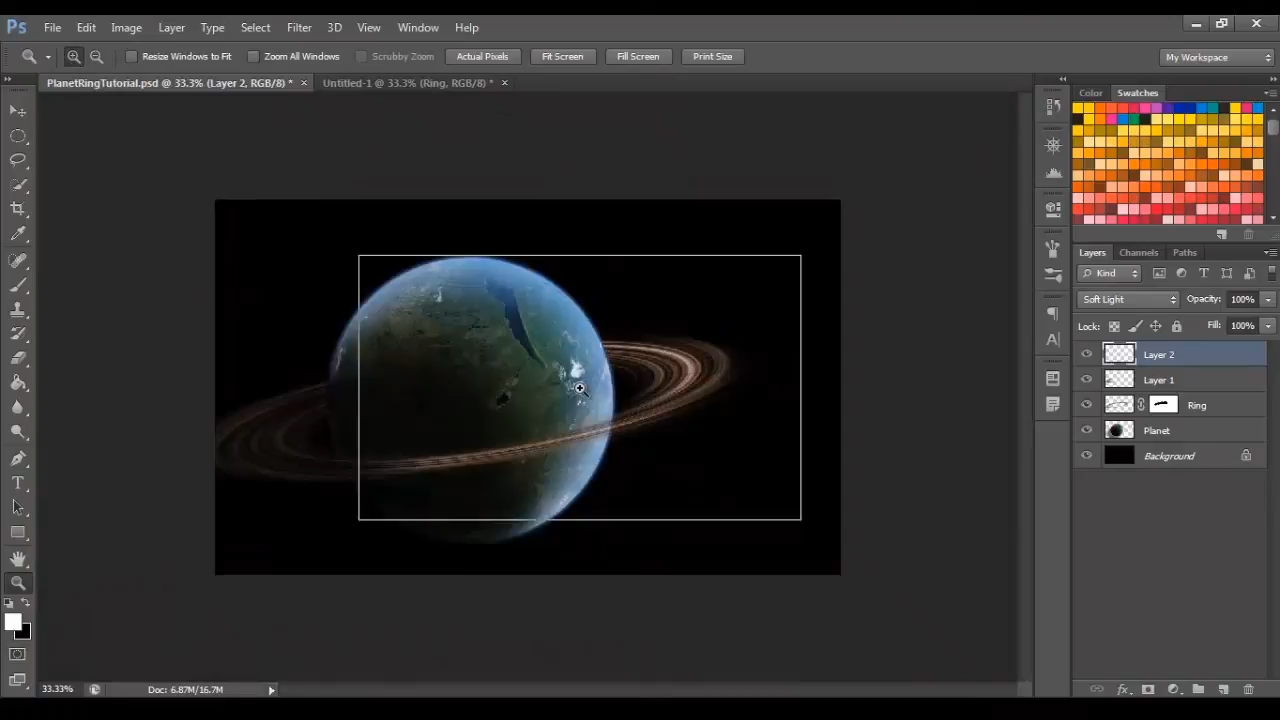 Ps File Edit Image Layer Type Select Filter 3D View Window Help
Resize Windows to Fit Zoom All Windows Scrubby Zoom Actual Pixels Fit Screen Fill Screen Print Size My Workspace
PlanetRingTutorial.psd @ 33.3% (Layer 2, RGB/8) * × Untitled-1 @ 33.3% (Ring, RGB/8) * ×
Color Swatches
Layers Channels Paths
Kind
Soft Light Opacity: 100%
Lock: Fill: 100%
Layer 2
Layer 1
Ring
Planet
Background
33.33% Doc: 6.87M/16.7M